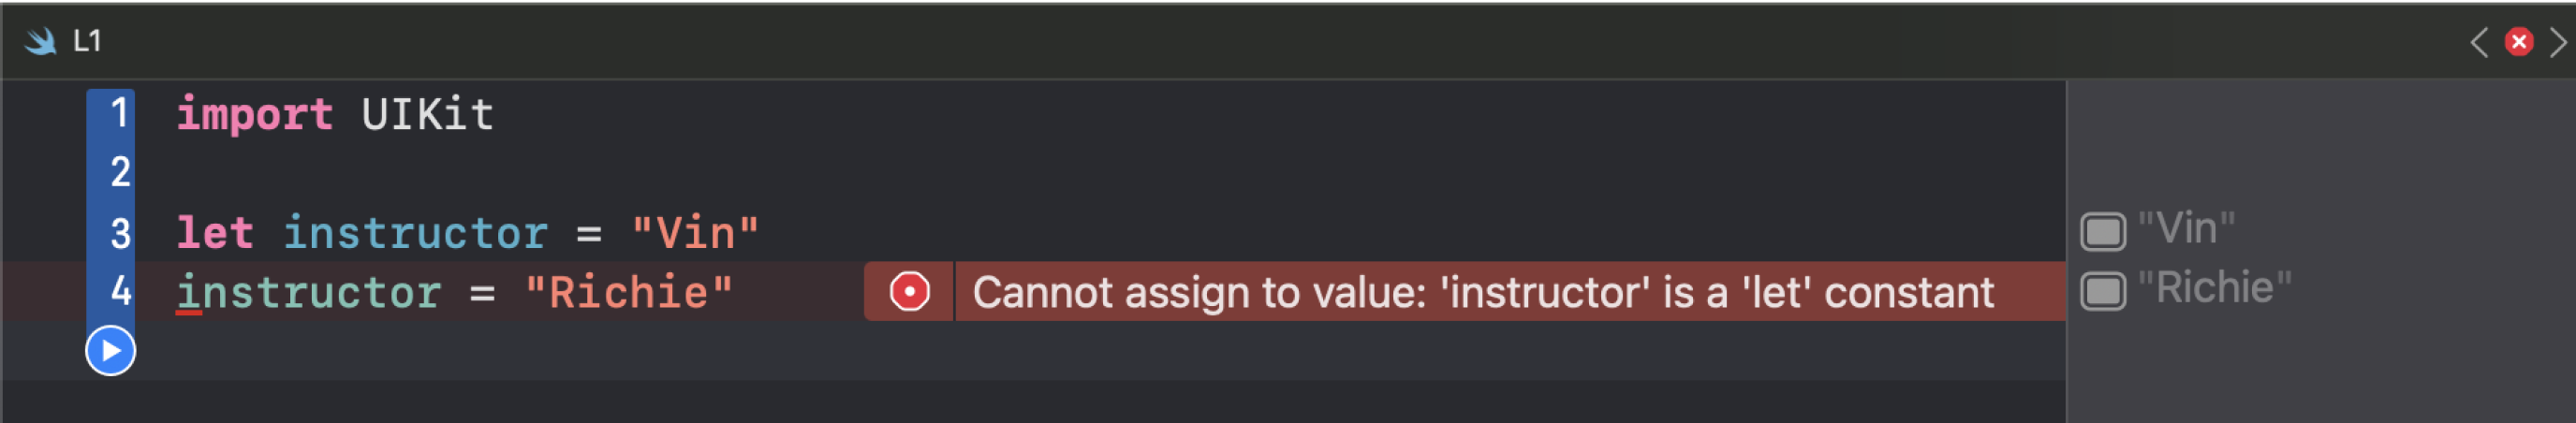 L1
1 import UIKit
2
3 let instructor = "Vin" "Vin"
4 instructor = "Richie" Cannot assign to value: 'instructor' is a 'let' constant "Richie"